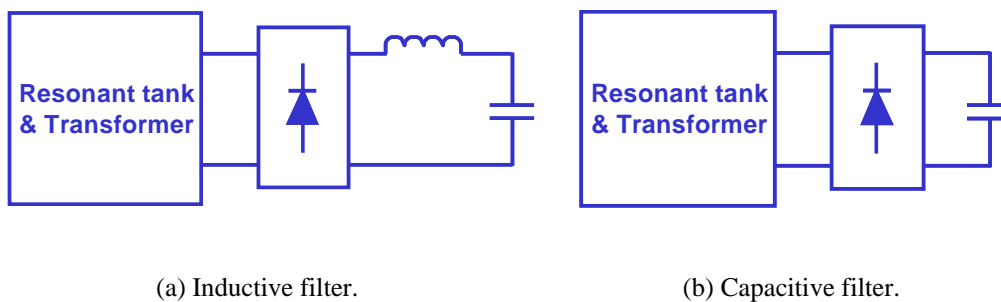 Resonant tank
& Transformer
Resonant tank
& Transformer
(a) Inductive filter.
(b) Capacitive filter.